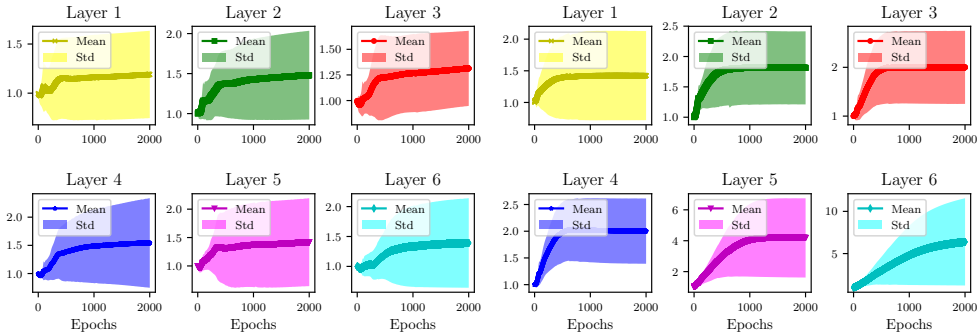 Layer 1 Layer 2 Layer 3 Layer 1 Layer 2 Layer 3
Mean Mean Mean Mean Mean Mean
Std Std Std Std Std Std
1.5 1.0
2.0 1.5 1.0
1.50 1.25 1.00
2.0 1.5 1.0
2.5 2.0 1.5 1.0
2 1
0 1000 2000 0 1000 2000 0 1000 2000 0 1000 2000 0 1000 2000 0 1000 2000
Layer 4 Layer 5 Layer 6 Layer 4 Layer 5 Layer 6
Mean Mean Mean Mean Mean Mean
Std Std Std Std Std Std
2.0 1.5 1.0
2.0 1.5 1.0
2.0 1.5 1.0
2.5 2.0 1.5 1.0
6 4 2
10 5
0 1000 2000 0 1000 2000 0 1000 2000 0 1000 2000 0 1000 2000 0 1000 2000
Epochs Epochs Epochs Epochs Epochs Epochs